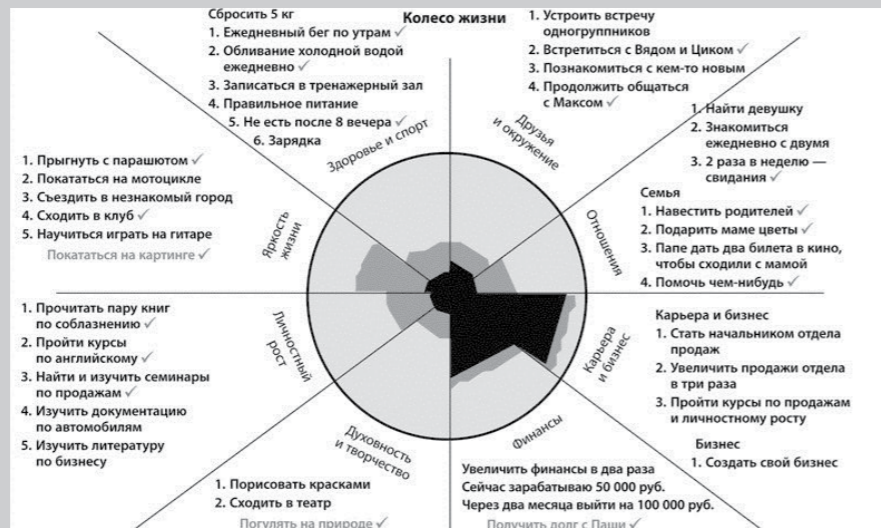 Колесо жизни
Сбросить 5 кг
1. Ежедневный бег по утрам ✓
2. Обливание холодной водой
ежедневно ✓
3. Записаться в тренажерный зал
4. Правильное питание
5. Не есть после 8 вечера ✓
6. Зарядка
Здоровье и спорт
1. Устроить встречу
одногруппников
2. Встретиться с Вядом и Циком ✓
3. Познакомиться с кем-то новым
4. Продолжить общаться
с Максом ✓
Друзья
и окружение
1. Найти девушку
2. Знакомиться
ежедневно с двумя
3. 2 раза в неделю —
свидания ✓
Семья
1. Навестить родителей ✓
2. Подарить маме цветы ✓
3. Папе дать два билета в кино,
чтобы сходили с мамой
4. Помочь чем-нибудь ✓
Отношения
Карьера и бизнес
1. Стать начальником отдела
продаж
2. Увеличить продажи отдела
в три раза
3. Пройти курсы по продажам
и личностному росту
Бизнес
1. Создать свой бизнес
Карьера
и бизнес
Финансы
Увеличить финансы в два раза
Сейчас зарабатываю 50 000 руб.
Через два месяца выйти на 100 000 руб.
Получить долг с Паши ✓
Духовность
и творчество
1. Порисовать красками
2. Сходить в театр
Погулять на природе ✓
Личностный
рост
1. Прочитать пару книг
по соблазнению ✓
2. Пройти курсы
по английскому ✓
3. Найти и изучить семинары
по продажам ✓
4. Изучить документацию
по автомобилям
5. Изучить литературу
по бизнесу
Яркость
жизни
1. Прыгнуть с парашютом ✓
2. Покататься на мотоцикле
3. Съездить в незнакомый город
4. Сходить в клуб ✓
5. Научиться играть на гитаре
Покататься на картинге ✓